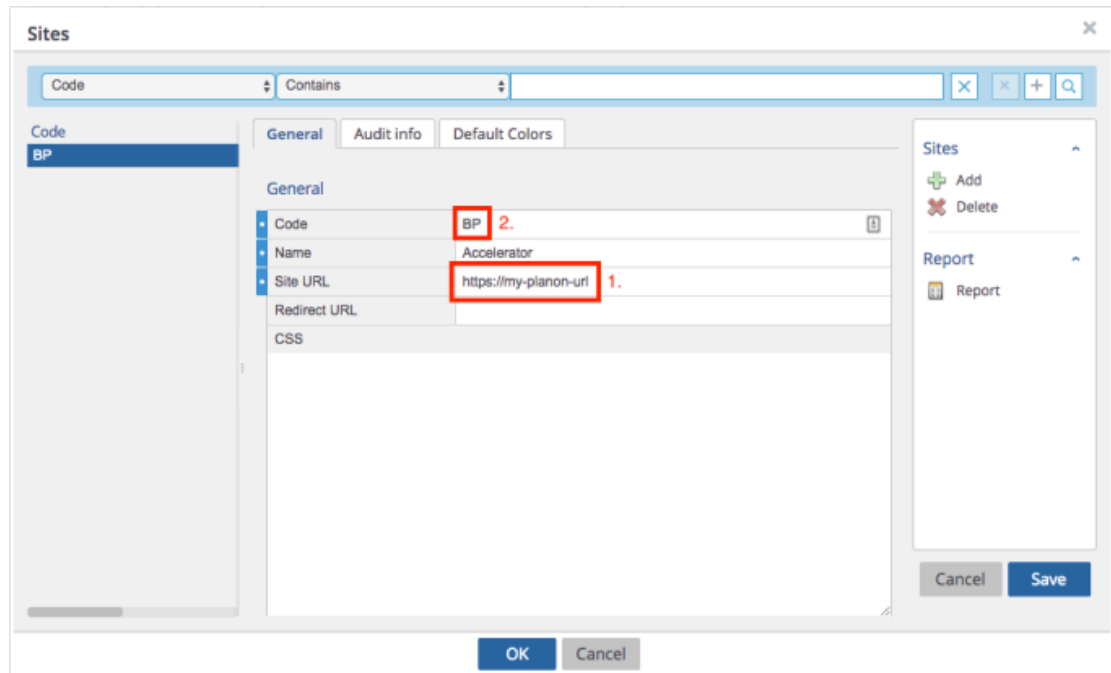 Sites
Code Contains
Code
BP
General Audit info Default Colors
General
Code BP 2.
Name Accelerator
Site URL https://my-planon-url 1.
Redirect URL
CSS
Sites
Add
Delete
Report
Report
Cancel Save
OK Cancel